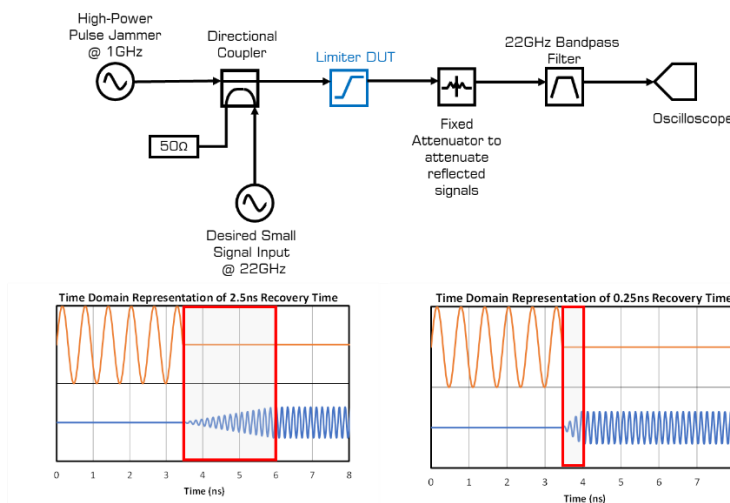 High-Power
Pulse Jammer
@ 1GHz
Directional
Coupler
Limiter DUT
22GHz Bandpass
Filter
50Ω
Fixed
Attenuator to
attenuate
reflected
signals
Oscilloscope
Desired Small
Signal Input
@ 22GHz
Time Domain Representation of 2.5ns Recovery Time
0 1 2 3 4 5 6 7 8
Time (ns)
Time Domain Representation of 0.25ns Recovery Time
0 1 2 3 4 5 6 7
Time (ns)